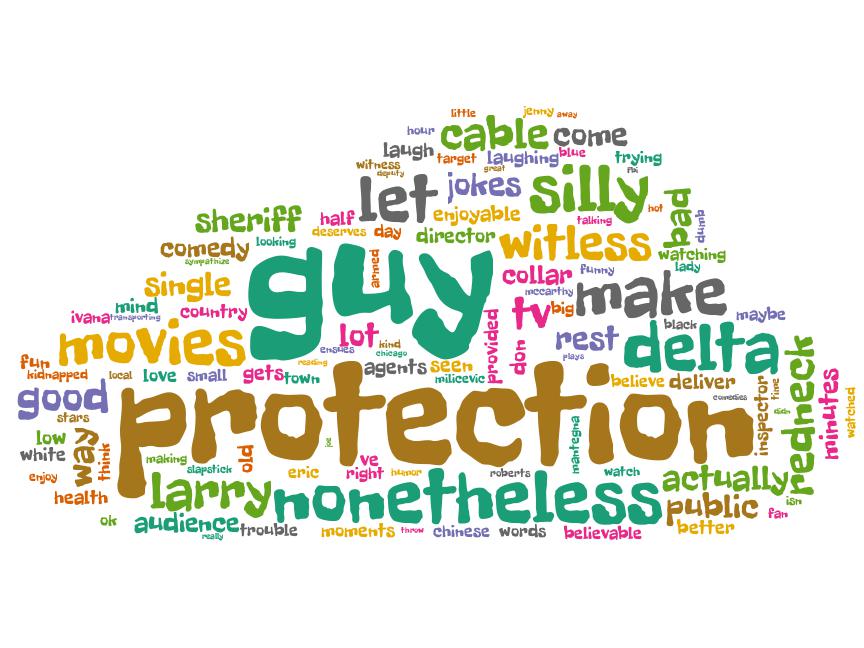 little
jenny
away
hour
cable
come
laugh
witness
target
laughing
blue
trying
deputy
great
fbi
let
jokes
silly
hot
bad
dumb
sheriff
half
enjoyable
talking
deserves
day
director
witless
watching
comedy
looking
sympathize
armed
guy
lady
single
collar
funny
mccarthy
make
mind
ivana
transporting
country
tv
big
black
maybe
movies
lot
ensues
kind
chicago
provided
don
rest
plays
delta
fun
kidnapped
local
love
small
gets
town
reading
agents
seen
milicevic
believe
deliver
comedies
inspector
time
didn
redneck
minutes
watched
good
stars
protection
low
white
way
think
making
slapstick
old
eric
ve
right
humor
roberts
mantegna
watch
enjoy
health
larry
nonetheless
actually
isn
ok
audience
really
trouble
moments
throw
chinese
words
believable
public
better
fan